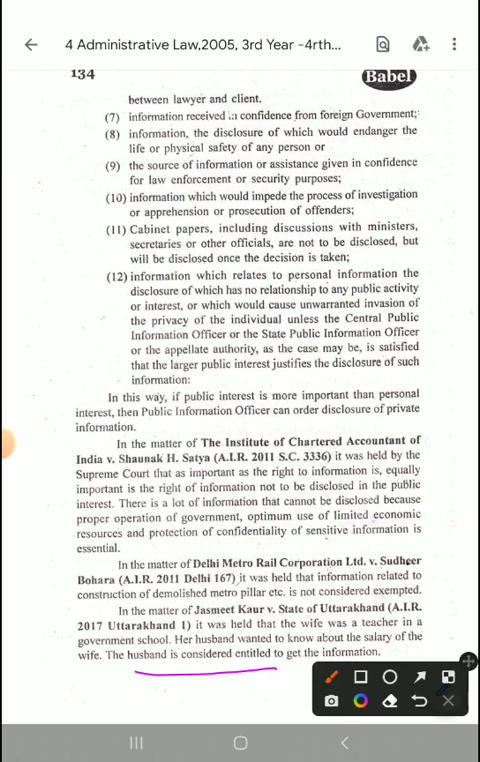 4 Administrative Law,2005, 3rd Year -4rth...
134
Babel
between lawyer and client.
(7) information received in confidence from foreign Government;
(8) information, the disclosure of which would endanger the
life or physical safety of any person or
(9) the source of information or assistance given in confidence
for law enforcement or security purposes;
(10) information which would impede the process of investigation
or apprehension or prosecution of offenders;
(11) Cabinet papers, including discussions with ministers,
secretaries or other officials, are not to be disclosed, but
will be disclosed once the decision is taken;
(12) information which relates to personal information the
disclosure of which has no relationship to any public activity
or interest, or which would cause unwarranted invasion of
the privacy of the individual unless the Central Public
Information Officer or the State Public Information Officer
or the appellate authority, as the case may be, is satisfied
that the larger public interest justifies the disclosure of such
information:
In this way, if public interest is more important than personal
interest, then Public Information Officer can order disclosure of private
information.
In the matter of The Institute of Chartered Accountant of
India v. Shaunak H. Satya (A.I.R. 2011 S.C. 3336) it was held by the
Supreme Court that as important as the right to information is, equally
important is the right of information not to be disclosed in the public
interest. There is a lot of information that cannot be disclosed because
proper operation of government, optimum use of limited economic
resources and protection of confidentiality of sensitive information is
essential.
In the matter of Delhi Metro Rail Corporation Ltd. v. Sudheer
Bohara (A.I.R. 2011 Delhi 167) it was held that information related to
construction of demolished metro pillar etc. is not considered exempted.
In the matter of Jasmeet Kaur v. State of Uttarakhand (A.I.R.
2017 Uttarakhand 1) it was held that the wife was a teacher in a
government school. Her husband wanted to know about the salary of the
wife. The husband is considered entitled to get the information.